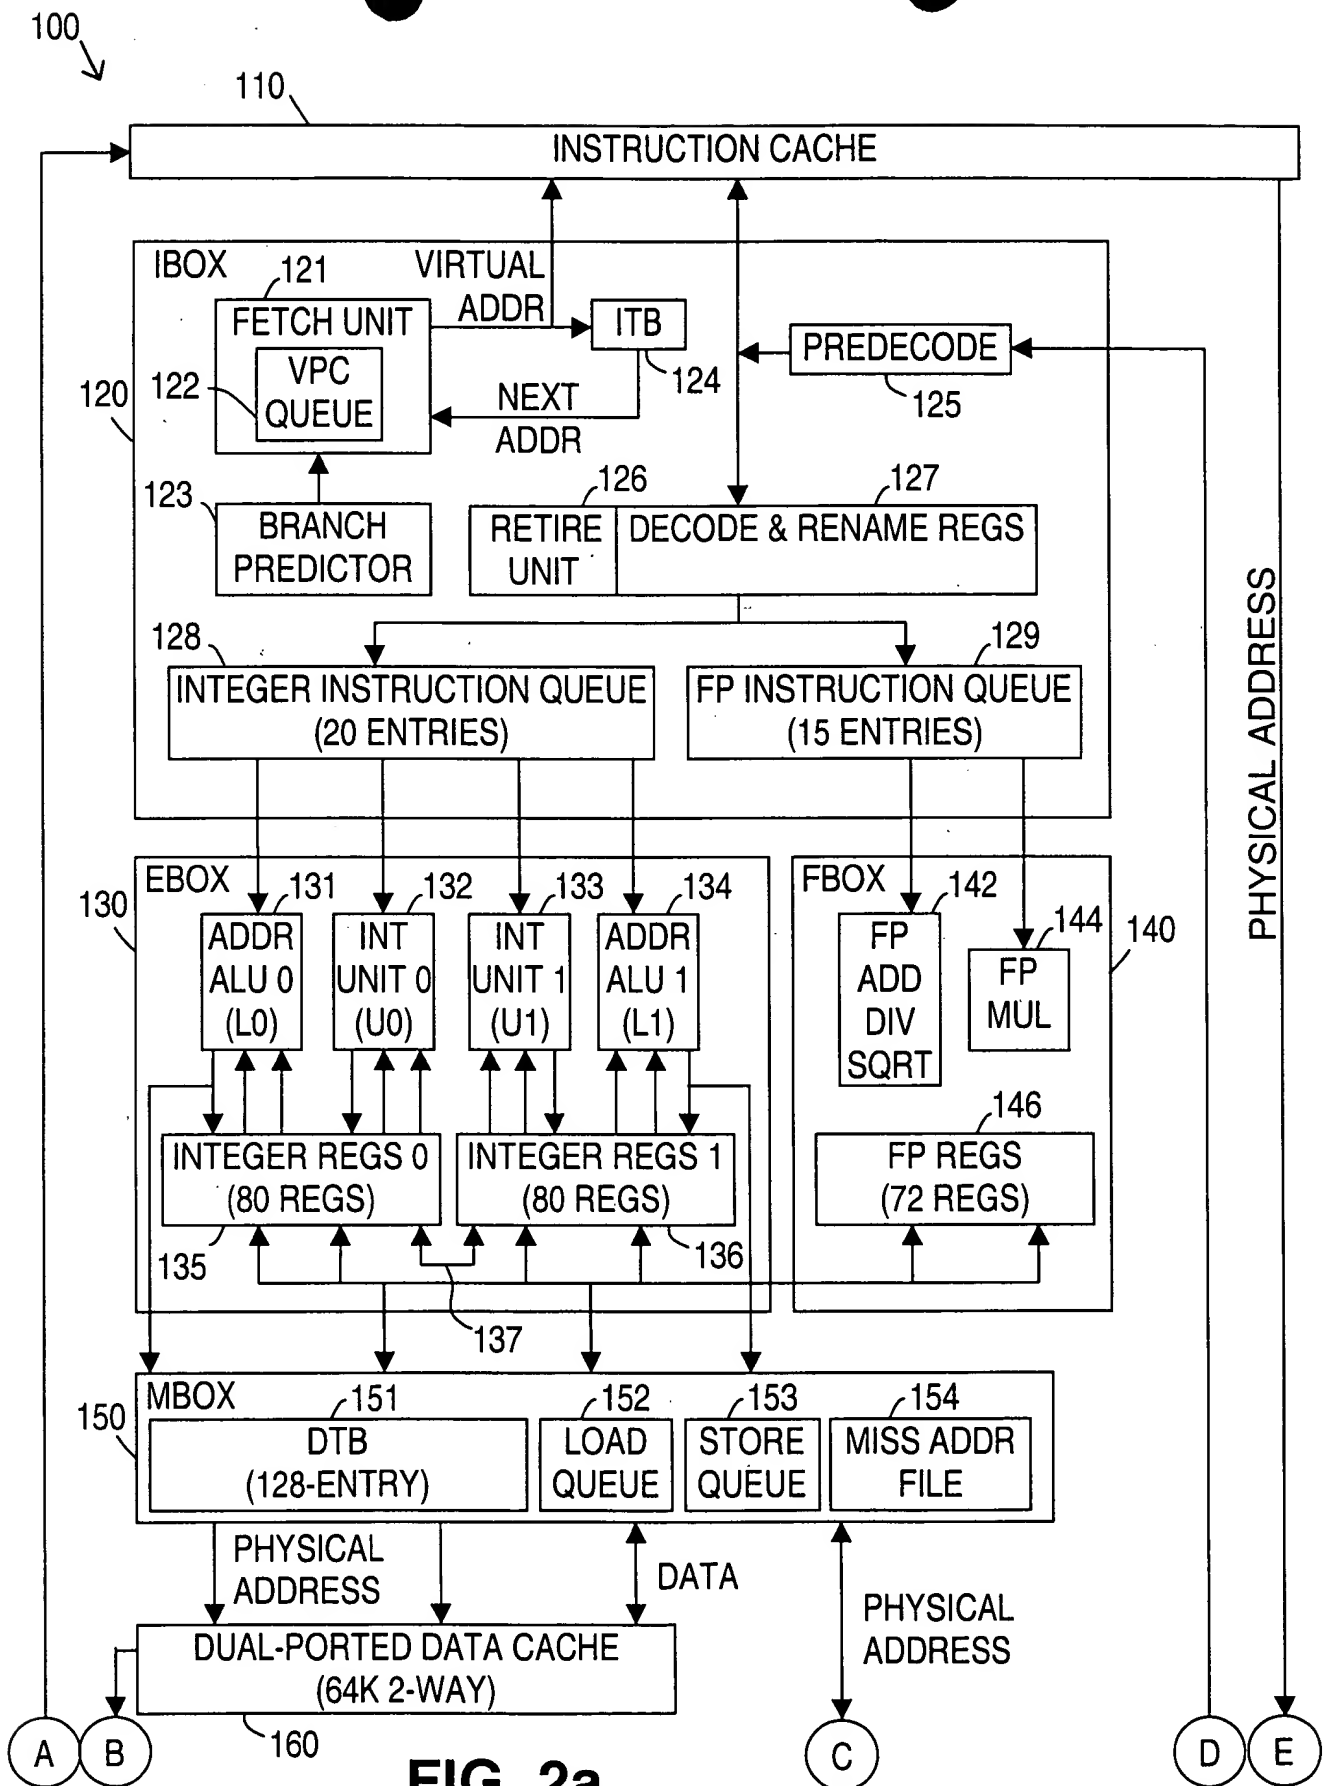 100
110
INSTRUCTION CACHE
IBOX
121
VIRTUAL
ADDR
FETCH UNIT
ITB
PREDECODE
VPC
QUEUE
122
124
125
120
NEXT
ADDR
123
126
127
BRANCH
PREDICTOR
RETIRE
UNIT
DECODE & RENAME REGS
PHYSICAL ADDRESS
128
129
INTEGER INSTRUCTION QUEUE
(20 ENTRIES)
FP INSTRUCTION QUEUE
(15 ENTRIES)
EBOX
131
132
133
134
FBOX
142
130
144
140
ADDR
ALU 0
(L0)
INT
UNIT 0
(U0)
INT
UNIT 1
(U1)
ADDR
ALU 1
(L1)
FP
ADD
DIV
SQRT
FP
MUL
146
INTEGER REGS 0
(80 REGS)
INTEGER REGS 1
(80 REGS)
FP REGS
(72 REGS)
135
136
137
MBOX
151
152
153
154
150
DTB
(128-ENTRY)
LOAD
QUEUE
STORE
QUEUE
MISS ADDR
FILE
PHYSICAL
ADDRESS
DATA
PHYSICAL
ADDRESS
DUAL-PORTED DATA CACHE
(64K 2-WAY)
160
A
B
C
D
E
FIG. 2a